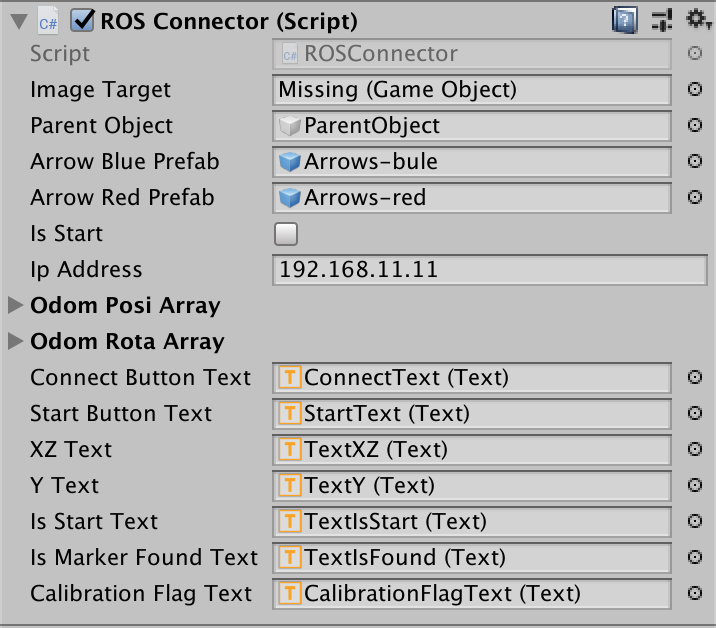 ROS Connector (Script)
Script ROSConnector
Image Target Missing (Game Object)
Parent Object ParentObject
Arrow Blue Prefab Arrows-bule
Arrow Red Prefab Arrows-red
Is Start
Ip Address 192.168.11.11
Odom Posi Array
Odom Rota Array
Connect Button Text ConnectText (Text)
Start Button Text StartText (Text)
XZ Text TextXZ (Text)
Y Text TextY (Text)
Is Start Text TextIsStart (Text)
Is Marker Found Text TextIsFound (Text)
Calibration Flag Text CalibrationFlagText (Text)